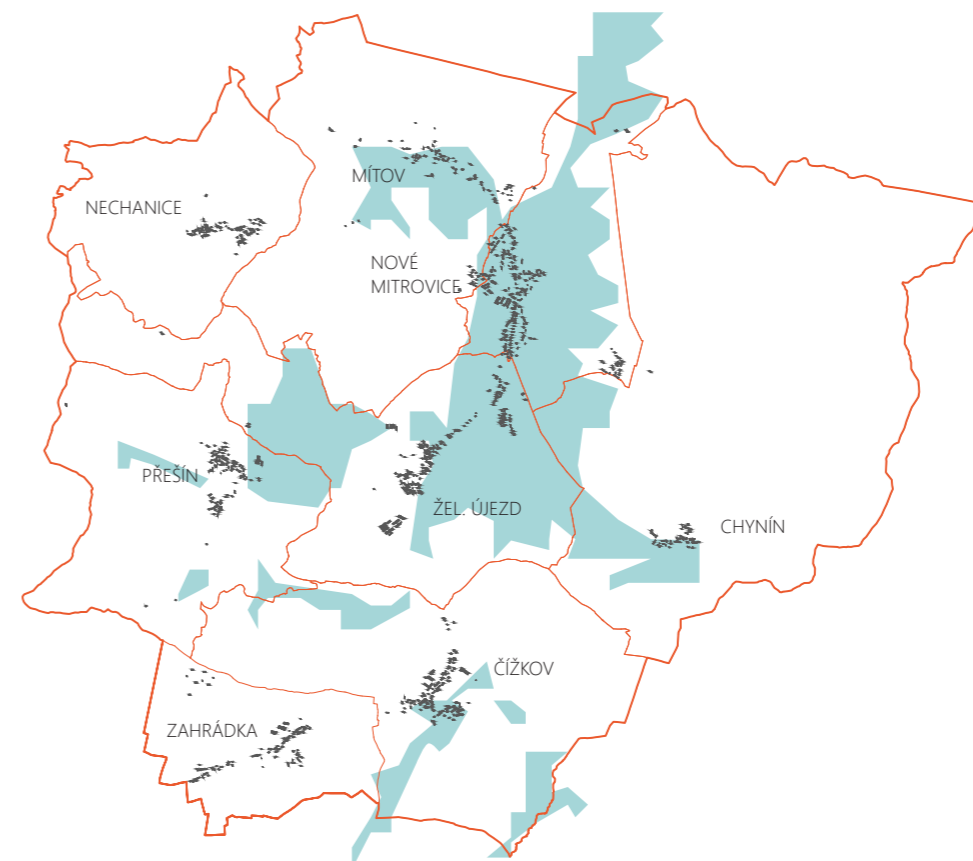 MÍTOV
NECHANICE
NOVÉ
MITROVICE
PŘEŠÍN
ŽEL. ÚJEZD
CHYNÍN
ČÍŽKOV
ZAHRÁDKA